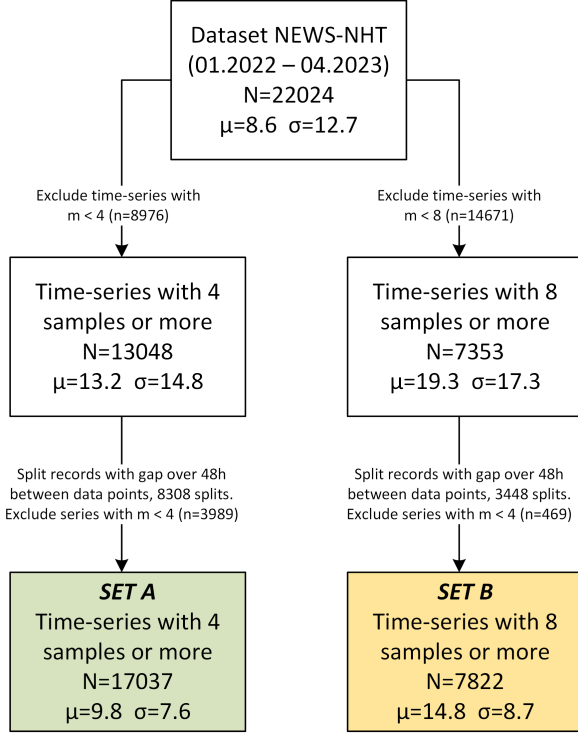 Dataset NEWS-NHT
(01.2022 – 04.2023)
N=22024
μ=8.6 σ=12.7
Exclude time-series with
m < 4 (n=8976)
Exclude time-series with
m < 8 (n=14671)
Time-series with 4
samples or more
N=13048
μ=13.2 σ=14.8
Time-series with 8
samples or more
N=7353
μ=19.3 σ=17.3
Split records with gap over 48h
between data points, 8308 splits.
Exclude series with m < 4 (n=3989)
Split records with gap over 48h
between data points, 3448 splits.
Exclude series with m < 4 (n=469)
SET A
Time-series with 4
samples or more
N=17037
μ=9.8 σ=7.6
SET B
Time-series with 8
samples or more
N=7822
μ=14.8 σ=8.7